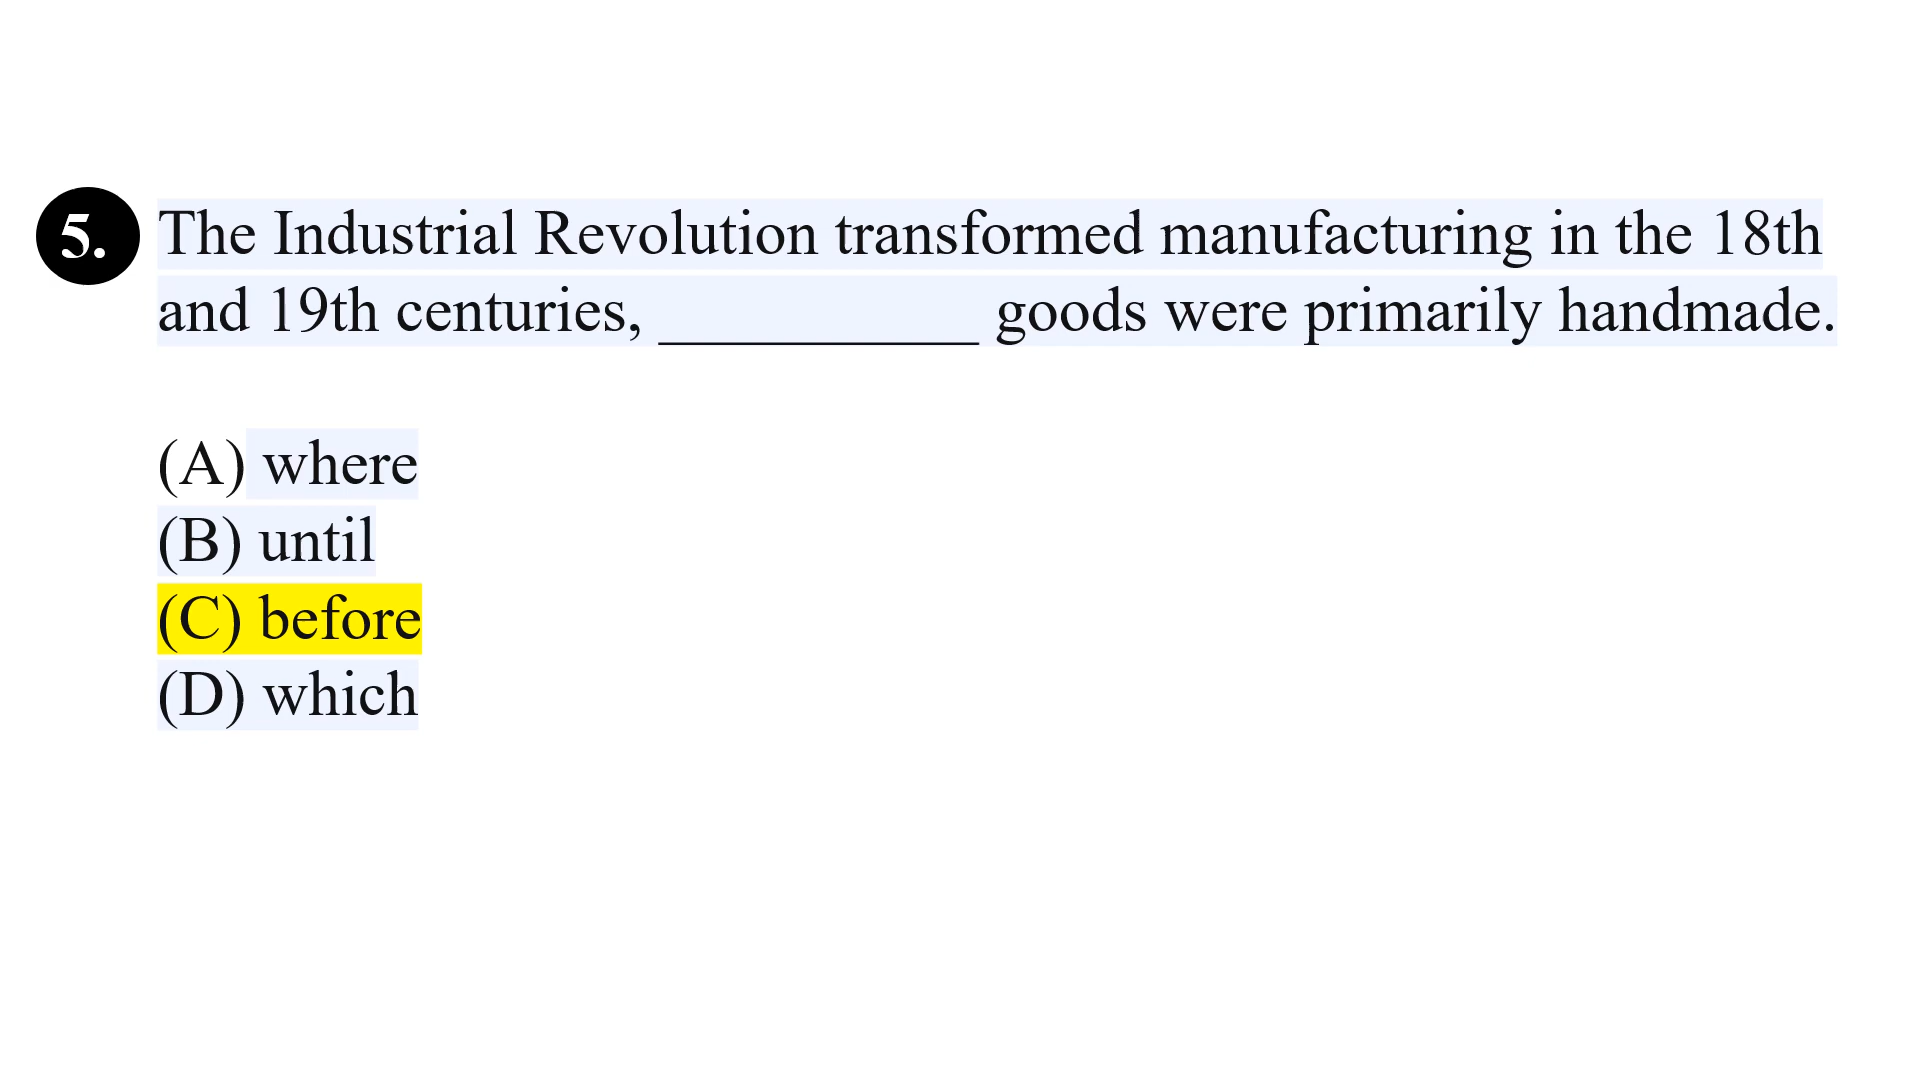 5. The Industrial Revolution transformed manufacturing in the 18th
and 19th centuries, __________ goods were primarily handmade.
(A) where
(B) until
(C) before
(D) which